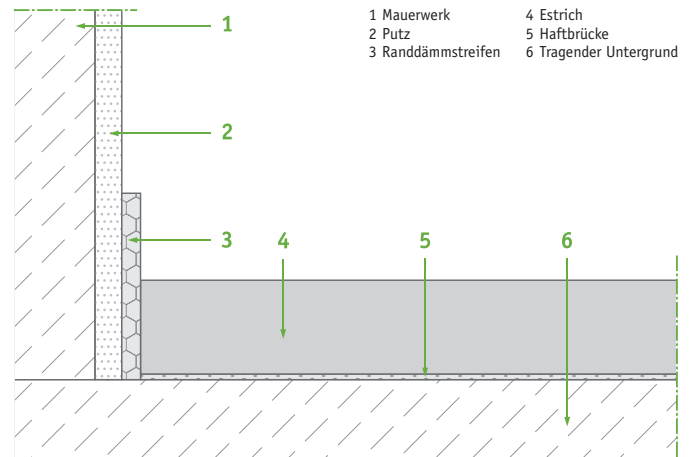 1 Mauerwerk
2 Putz
3 Randdämmstreifen
4 Estrich
5 Haftbrücke
6 Tragender Untergrund
1
2
3
4
5
6